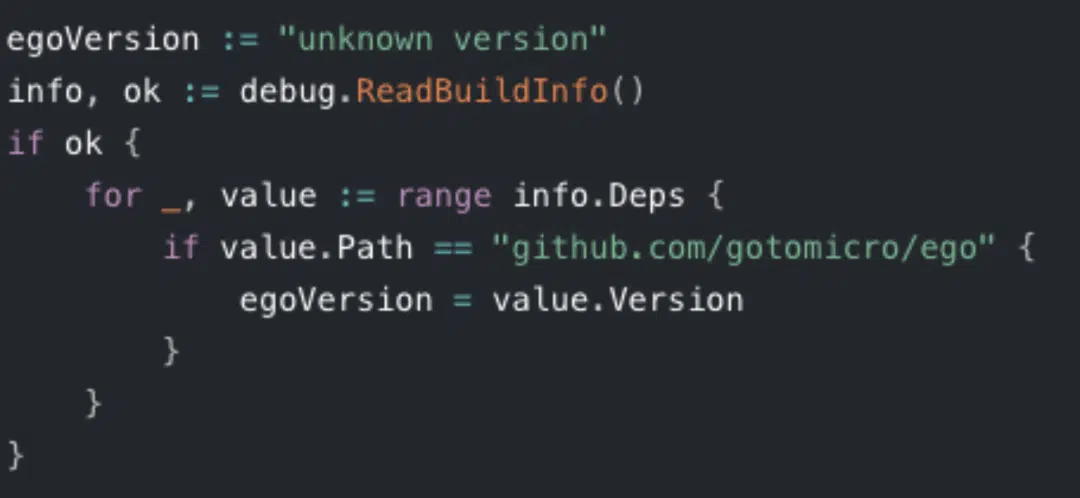 egoVersion := "unknown version"
info, ok := debug.ReadBuildInfo()
if ok {
    for _, value := range info.Deps {
        if value.Path == "github.com/gotomicro/ego" {
            egoVersion = value.Version
        }
    }
}